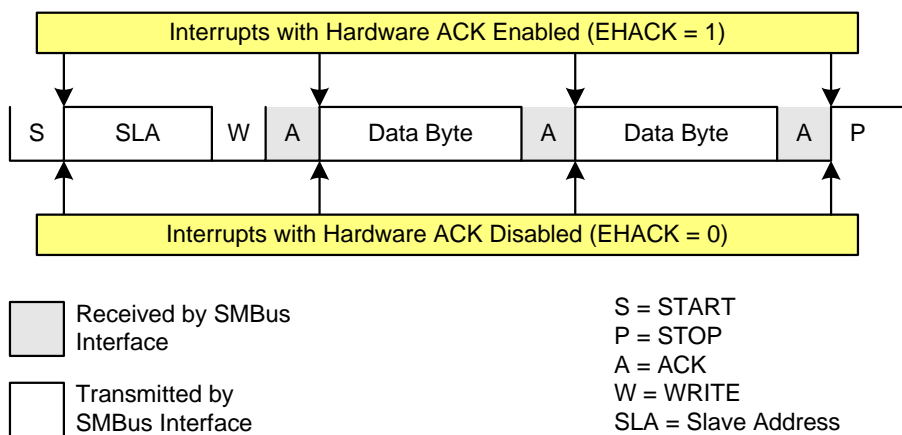 Interrupts with Hardware ACK Enabled (EHACK = 1)
S SLA W A Data Byte A Data Byte A P
Interrupts with Hardware ACK Disabled (EHACK = 0)
Received by SMBus
Interface
Transmitted by
SMBus Interface
S = START
P = STOP
A = ACK
W = WRITE
SLA = Slave Address